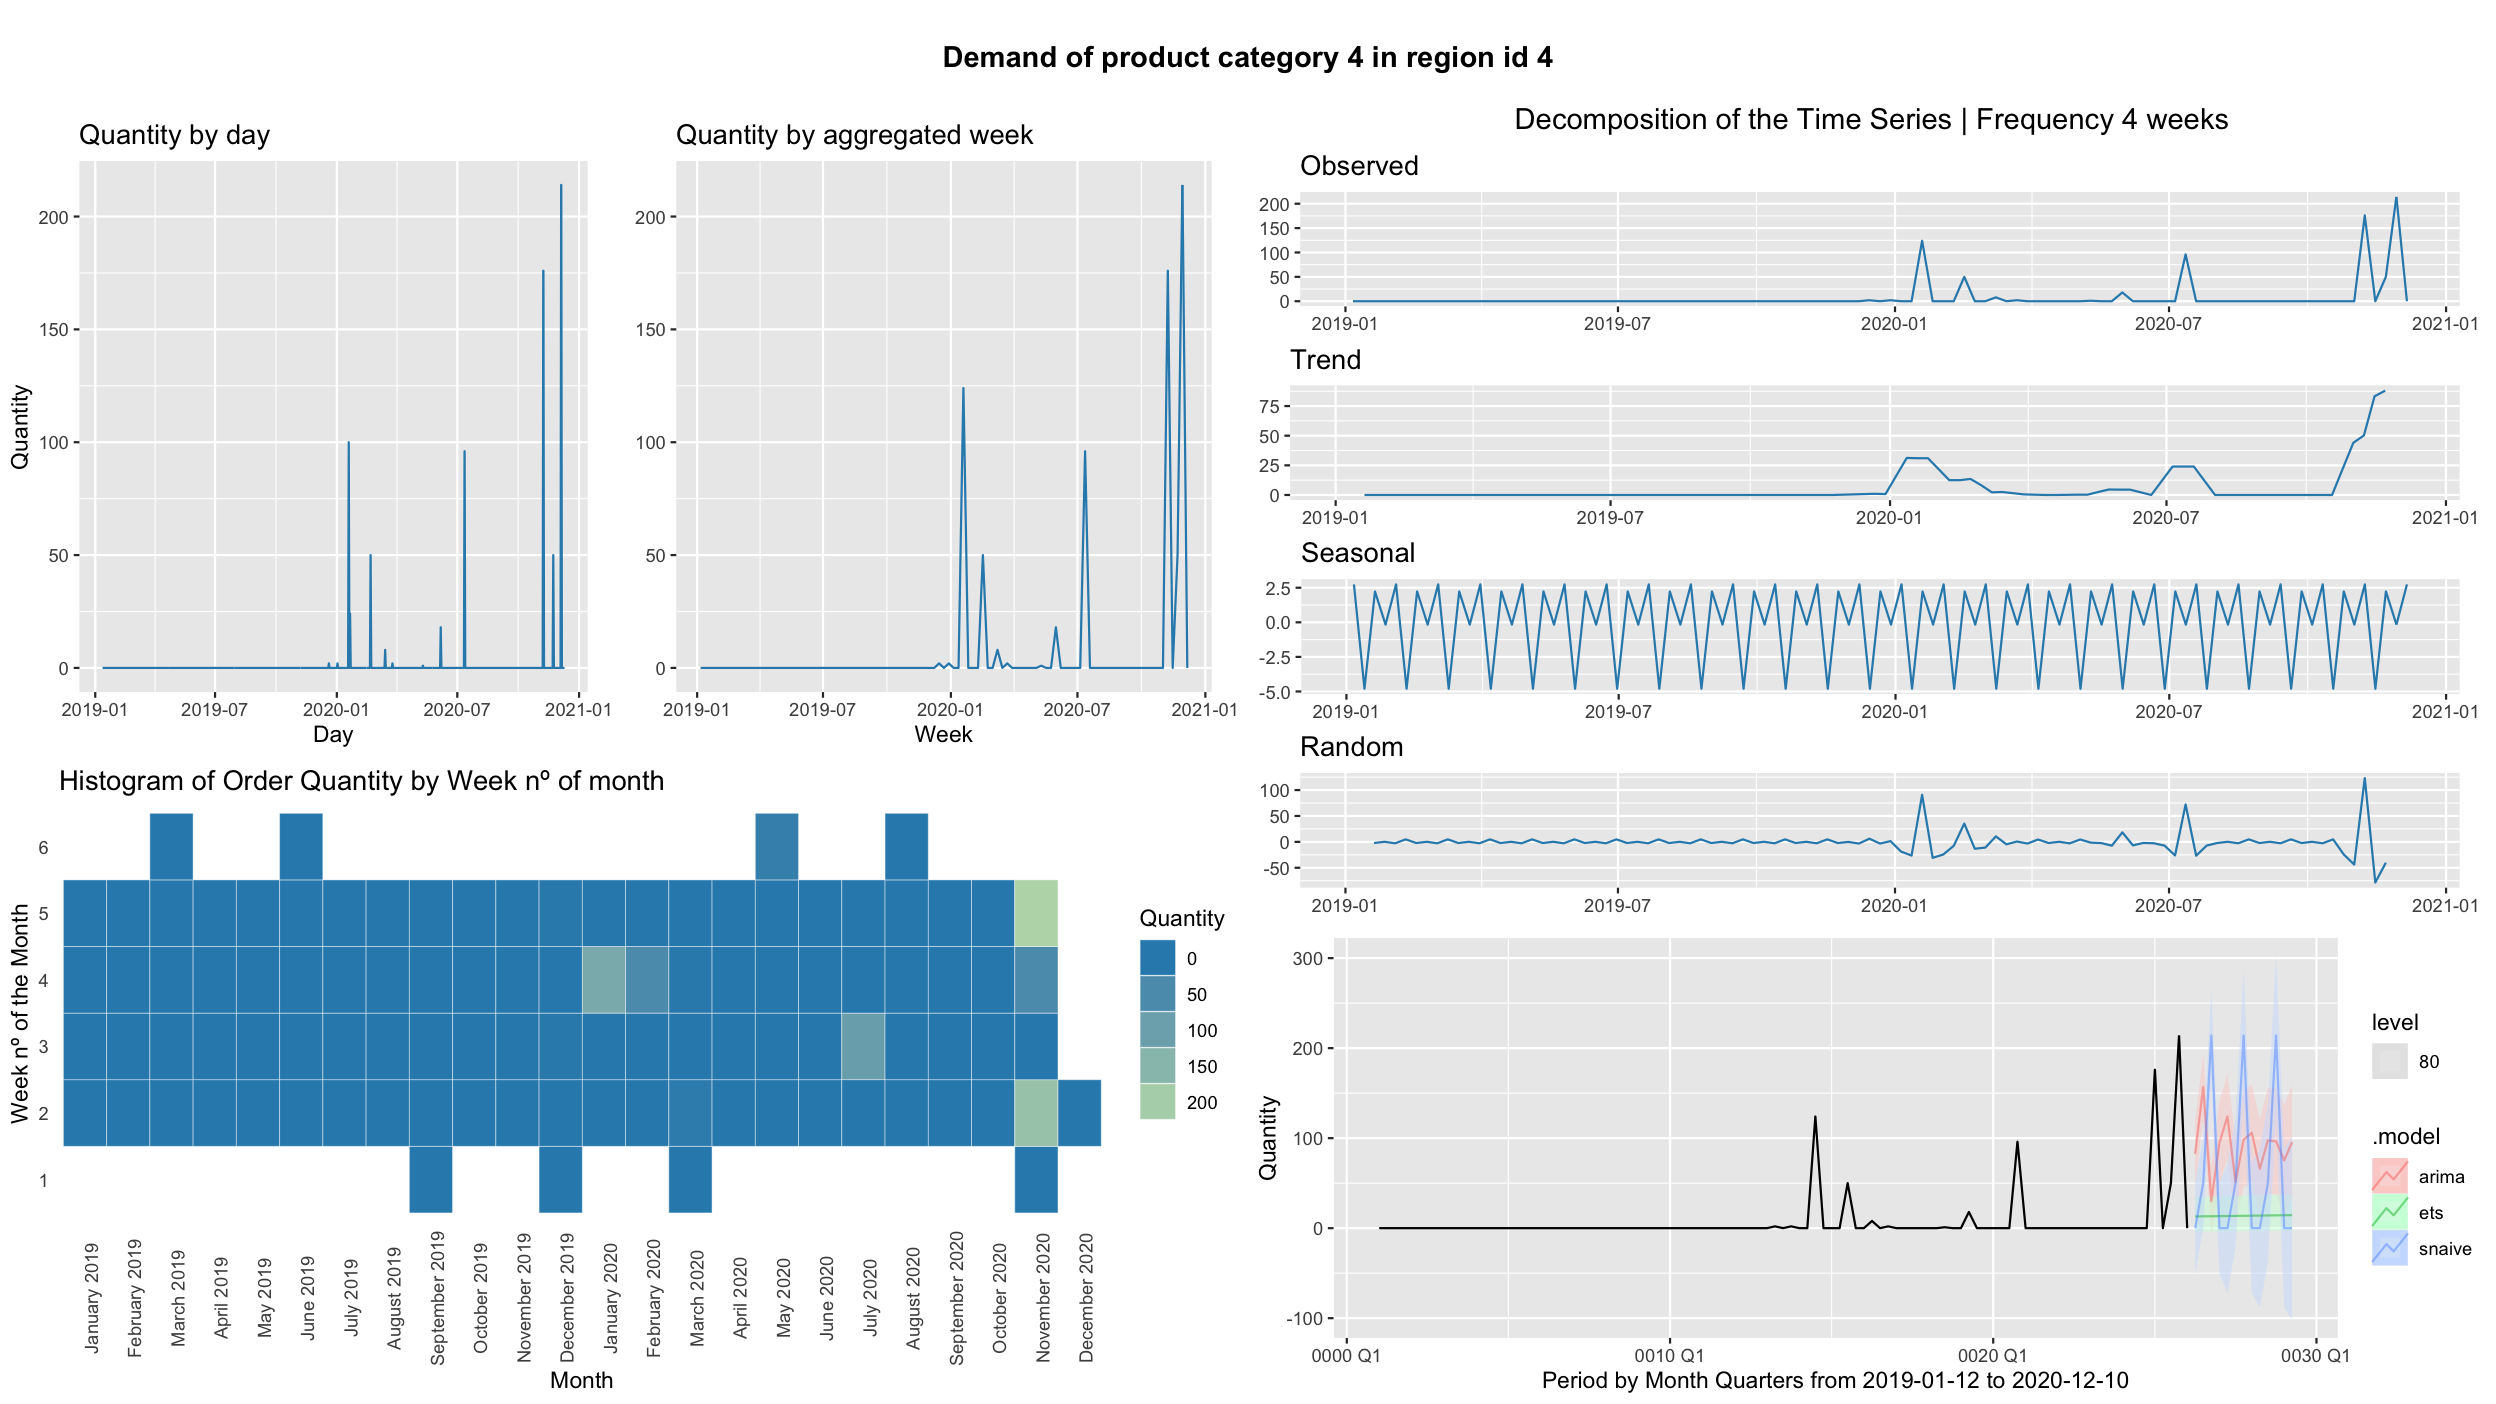 Demand of product category 4 in region id 4
Quantity by day
Quantity
200
150
100
50
0
2019-01 2019-07 2020-01 2020-07 2021-01
Day
Quantity by aggregated week
200
150
100
50
0
2019-01 2019-07 2020-01 2020-07 2021-01
Week
Histogram of Order Quantity by Week nº of month
Week nº of the Month
6
5
4
3
2
1
January 2019
February 2019
March 2019
April 2019
May 2019
June 2019
July 2019
August 2019
September 2019
October 2019
November 2019
December 2019
January 2020
February 2020
March 2020
April 2020
May 2020
June 2020
July 2020
August 2020
September 2020
October 2020
November 2020
December 2020
Month
Quantity
0
50
100
150
200
Decomposition of the Time Series | Frequency 4 weeks
Observed
200
150
100
50
0
2019-01 2019-07 2020-01 2020-07 2021-01
Trend
75
50
25
0
2019-01 2019-07 2020-01 2020-07 2021-01
Seasonal
2.5
0.0
-2.5
-5.0
2019-01 2019-07 2020-01 2020-07 2021-01
Random
100
50
0
-50
2019-01 2019-07 2020-01 2020-07 2021-01
Quantity
300
200
100
0
-100
0000 Q1 0010 Q1 0020 Q1 0030 Q1
Period by Month Quarters from 2019-01-12 to 2020-12-10
level
80
.model
arima
ets
snaive